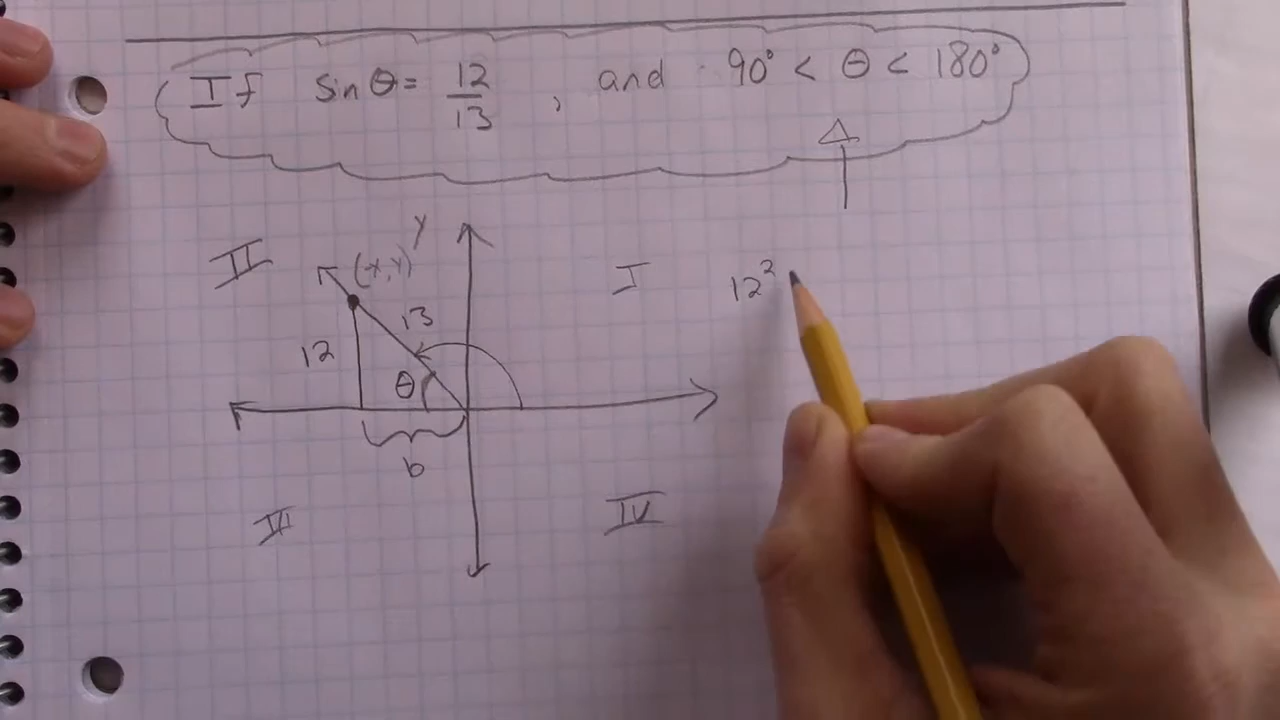 If sin θ = 12/13, and 90° < θ < 180°
y
II
(-x, y)
I
12²
13
12
θ
b
III
IV